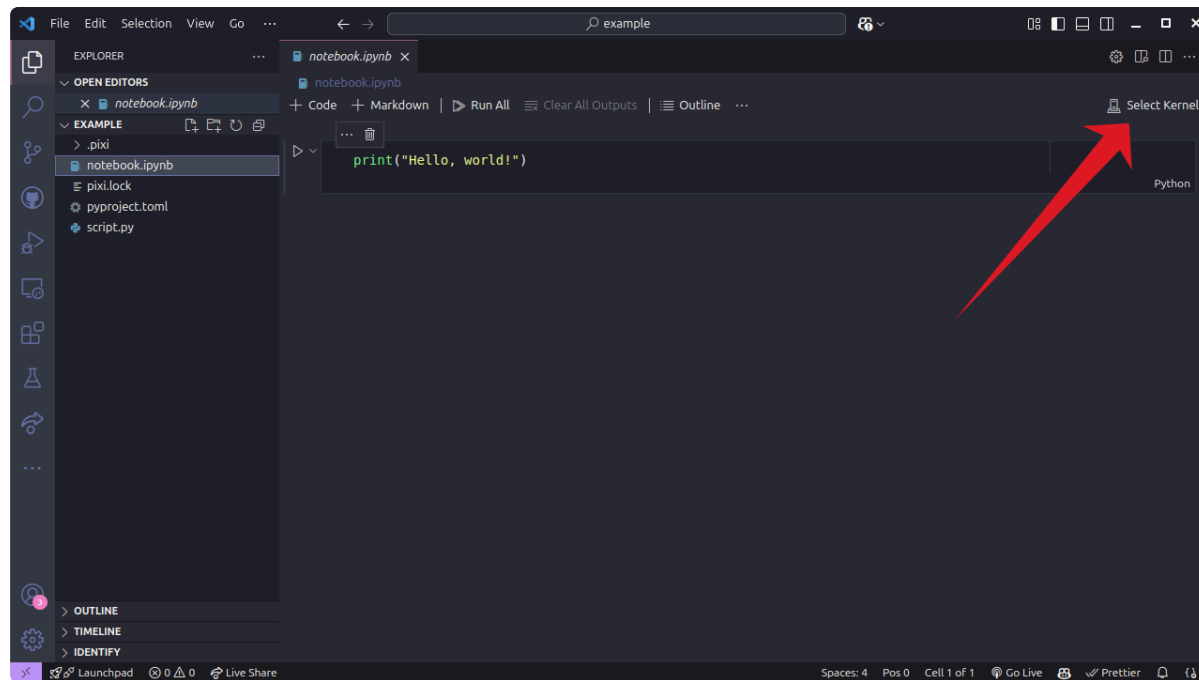 File Edit Selection View Go ··· example
EXPLORER ···
OPEN EDITORS
notebook.ipynb
EXAMPLE
.pixi
notebook.ipynb
pixi.lock
pyproject.toml
script.py
OUTLINE
TIMELINE
IDENTIFY
notebook.ipynb
notebook.ipynb
+ Code + Markdown | Run All Clear All Outputs | Outline ··· Select Kernel
print("Hello, world!")
Python
3
Launchpad 0 0 Live Share Spaces: 4 Pos 0 Cell 1 of 1 Go Live Prettier {}